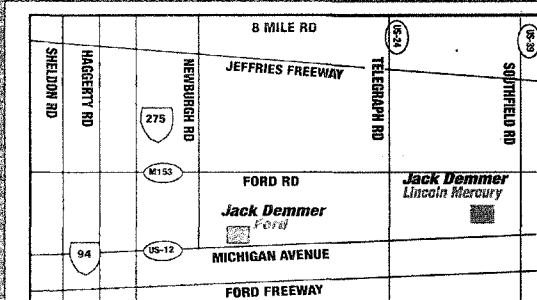 8 MILE RD
US-24
US-39
JEFFRIES FREEWAY
SHELDON RD
HAGGERTY RD
NEWBURGH RD
TELEGRAPH RD
SOUTHFIELD RD
275
M153
FORD RD
Jack Demmer
Lincoln Mercury
Jack Demmer
Ford
94
US-12
MICHIGAN AVENUE
FORD FREEWAY